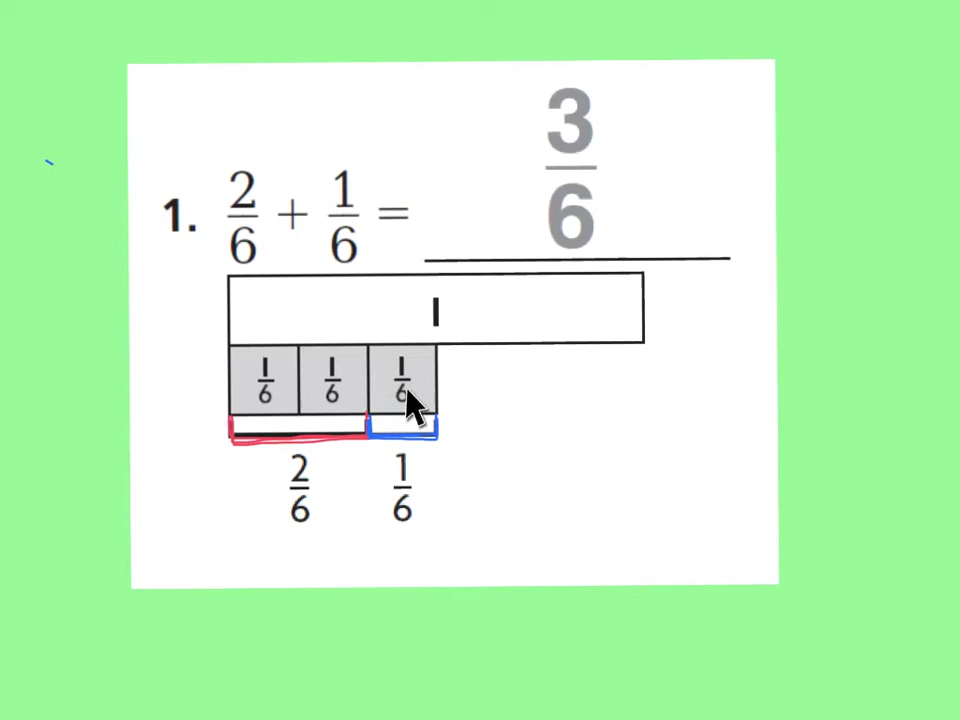 1. 2/6 + 1/6 = 3/6
1
1/6 1/6 1/6
2/6 1/6